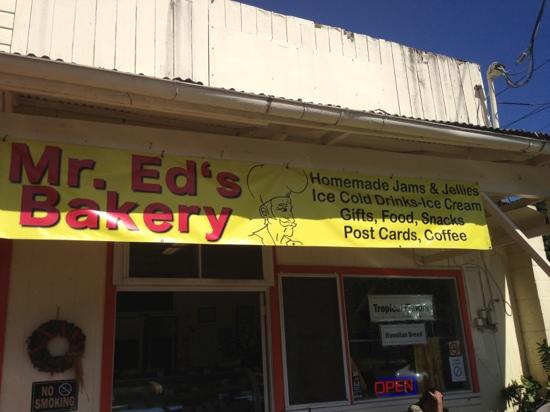 Mr. Ed's
Bakery
Homemade Jams & Jellies
Ice Cold Drinks-Ice Cream
Gifts, Food, Snacks
Post Cards, Coffee
Tropical Flavors
Hawaiian Bread
OPEN
NO
SMOKING